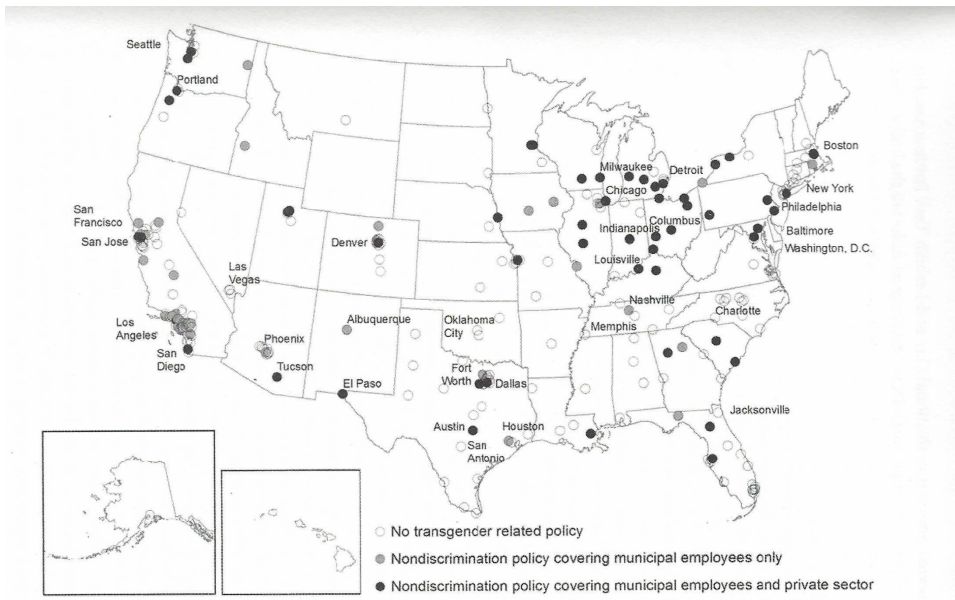 Seattle
Portland
San
Francisco
San Jose
Las
Vegas
Los
Angeles
San
Diego
Phoenix
Tucson
Denver
Albuquerque
El Paso
Oklahoma
City
Fort
Worth
Dallas
Austin
Houston
San
Antonio
Milwaukee
Chicago
Detroit
Indianapolis
Columbus
Louisville
Nashville
Memphis
Charlotte
Jacksonville
Boston
New York
Philadelphia
Baltimore
Washington, D.C.
No transgender related policy
Nondiscrimination policy covering municipal employees only
Nondiscrimination policy covering municipal employees and private sector